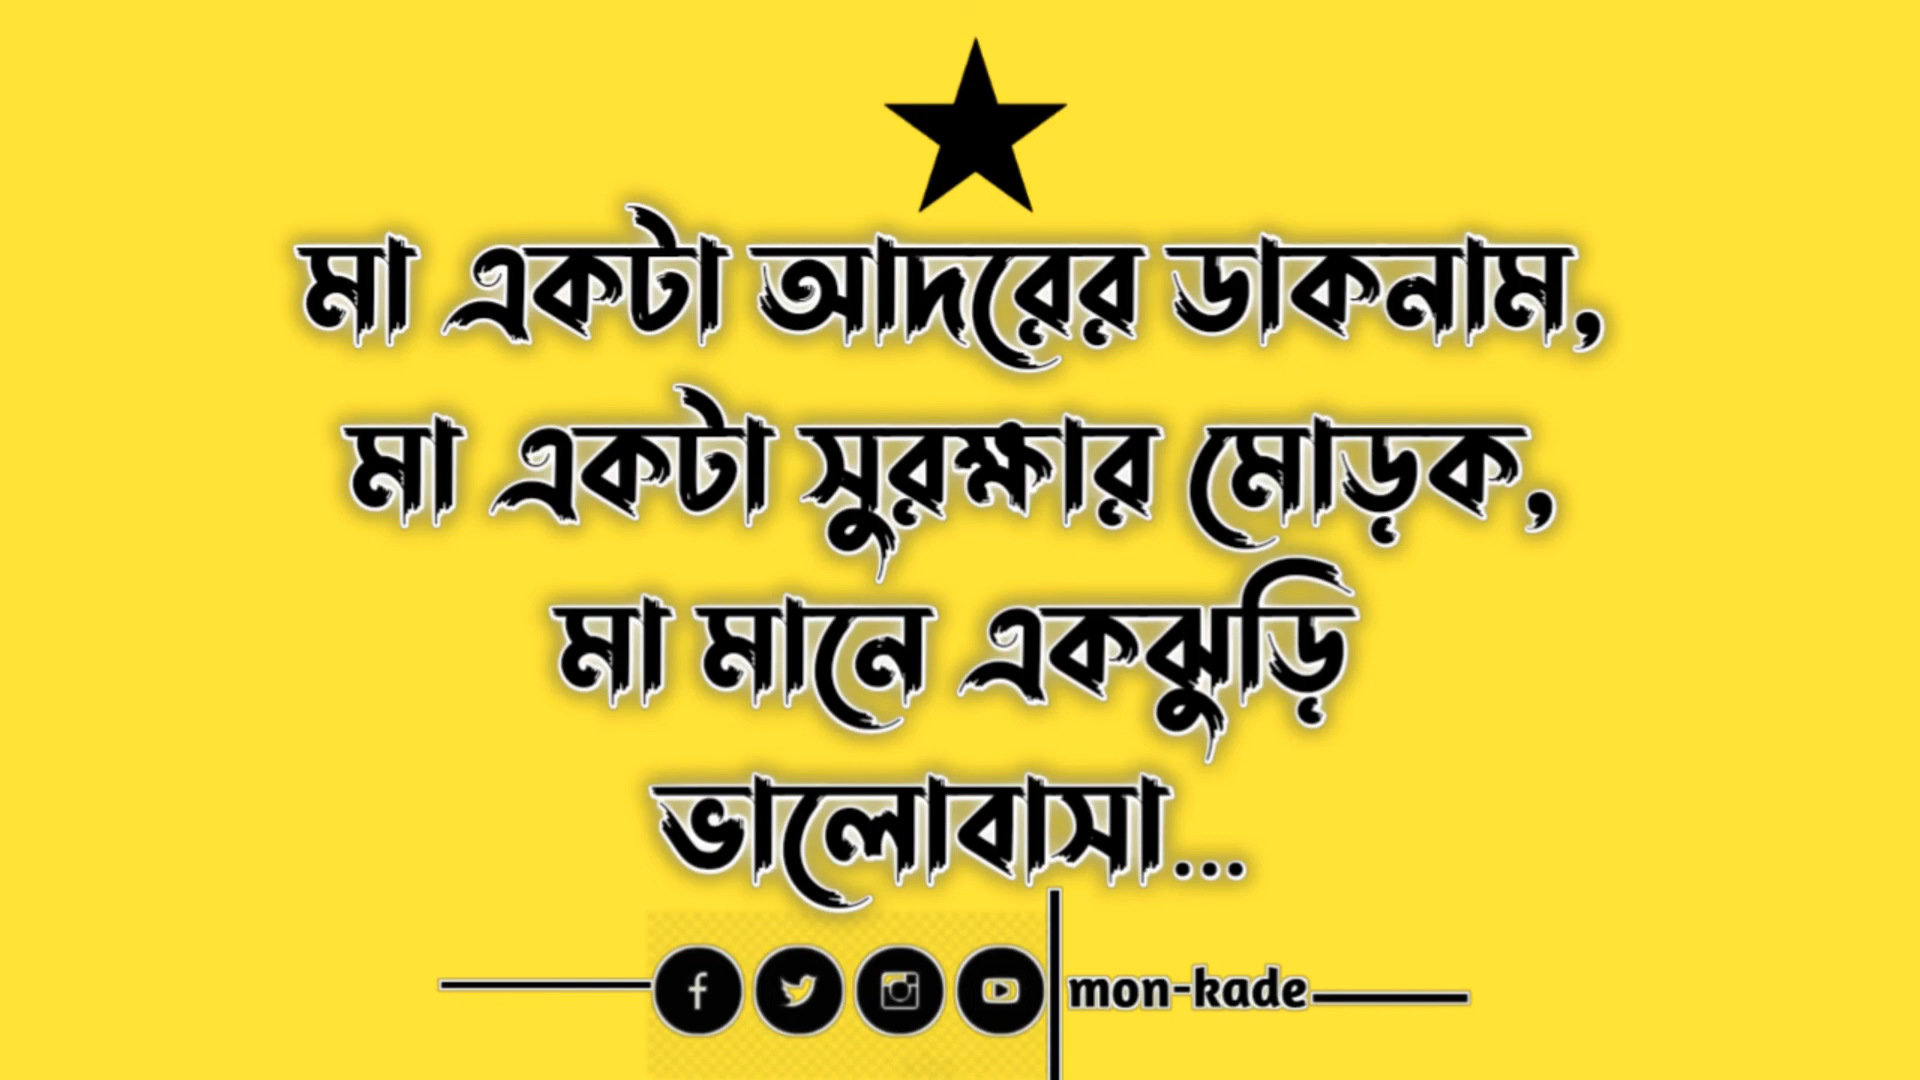 মা একটা আদরের ডাকনাম,
মা একটা সুরক্ষার মোড়ক,
মা মানে একঝুড়ি
ভালোবাসা...
mon-kade